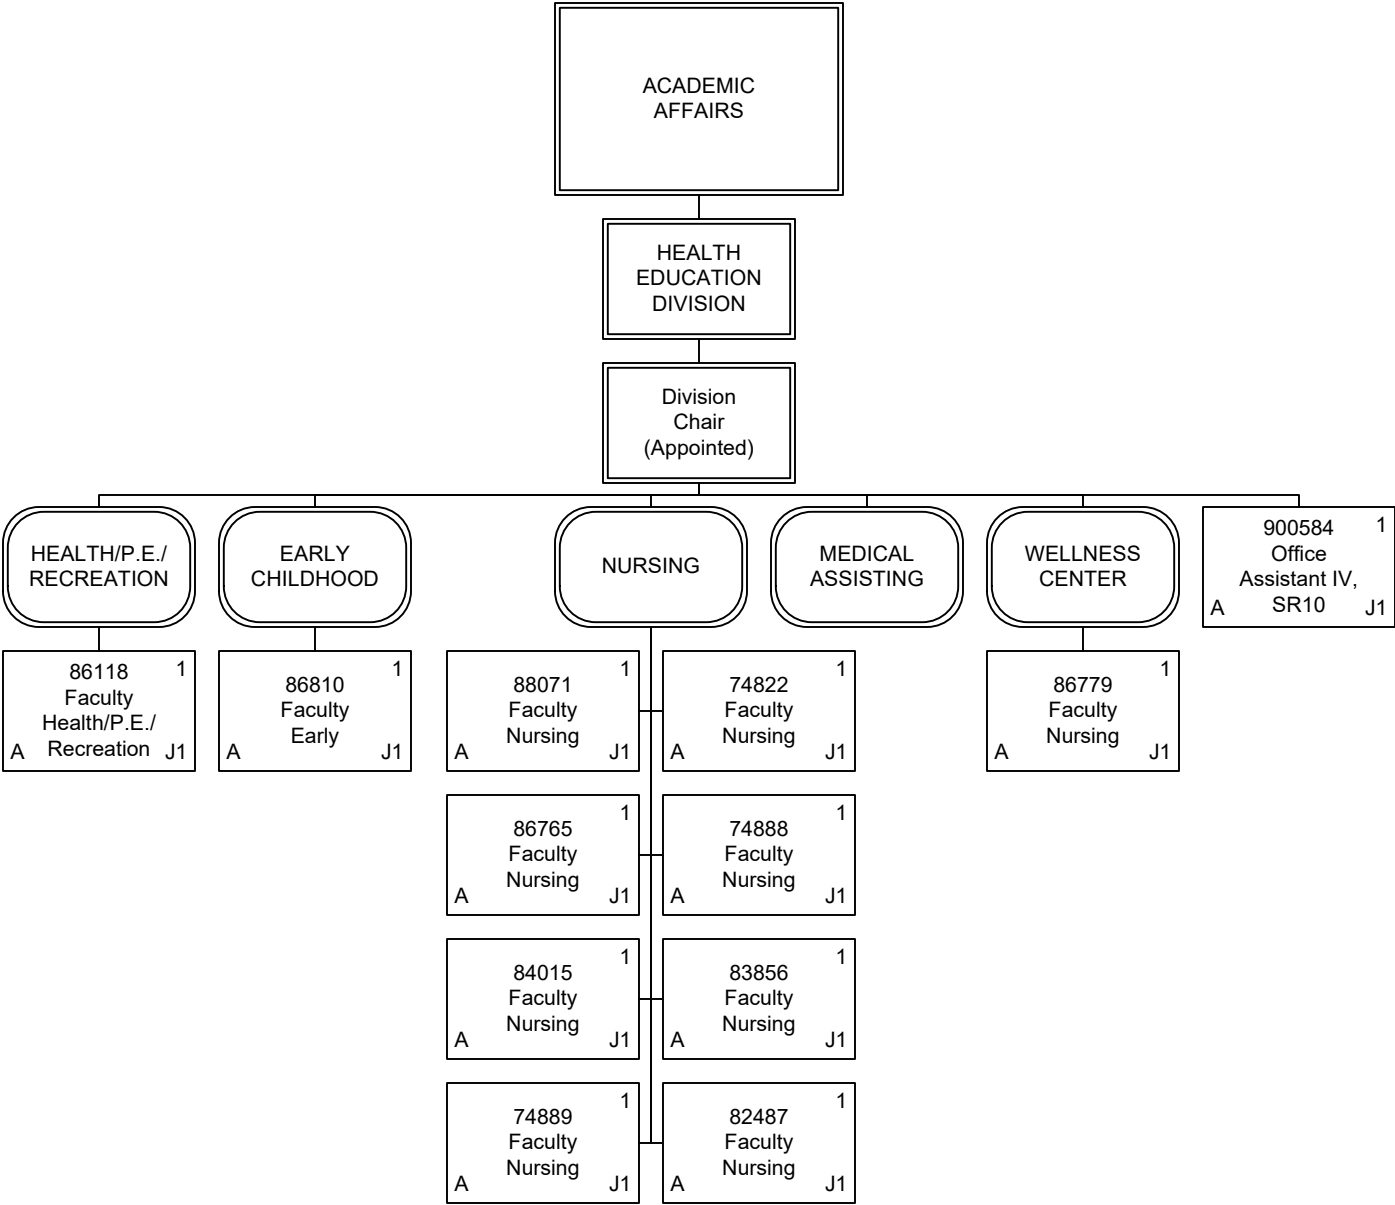 ACADEMIC
AFFAIRS
HEALTH
EDUCATION
DIVISION
Division
Chair
(Appointed)
HEALTH/P.E./
RECREATION
EARLY
CHILDHOOD
NURSING
MEDICAL
ASSISTING
WELLNESS
CENTER
900584 1
Office
Assistant IV,
SR10
A J1
86118 1
Faculty
Health/P.E./
Recreation
A J1
86810 1
Faculty
Early
A J1
88071 1
Faculty
Nursing
A J1
74822 1
Faculty
Nursing
A J1
86779 1
Faculty
Nursing
A J1
86765 1
Faculty
Nursing
A J1
74888 1
Faculty
Nursing
A J1
84015 1
Faculty
Nursing
A J1
83856 1
Faculty
Nursing
A J1
74889 1
Faculty
Nursing
A J1
82487 1
Faculty
Nursing
A J1